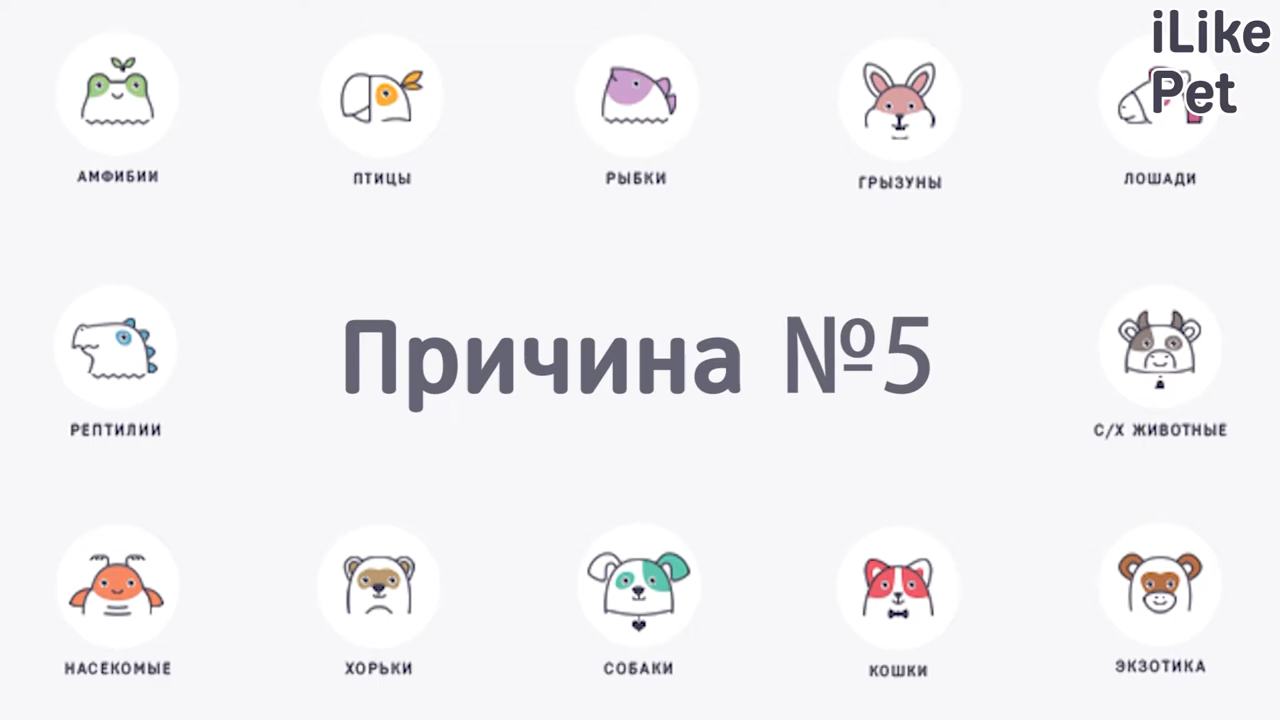 iLike
Pet
АМФИБИИ
ПТИЦЫ
РЫБКИ
ГРЫЗУНЫ
ЛОШАДИ
РЕПТИЛИИ
Причина №5
С/Х ЖИВОТНЫЕ
НАСЕКОМЫЕ
ХОРЬКИ
СОБАКИ
КОШКИ
ЭКЗОТИКА